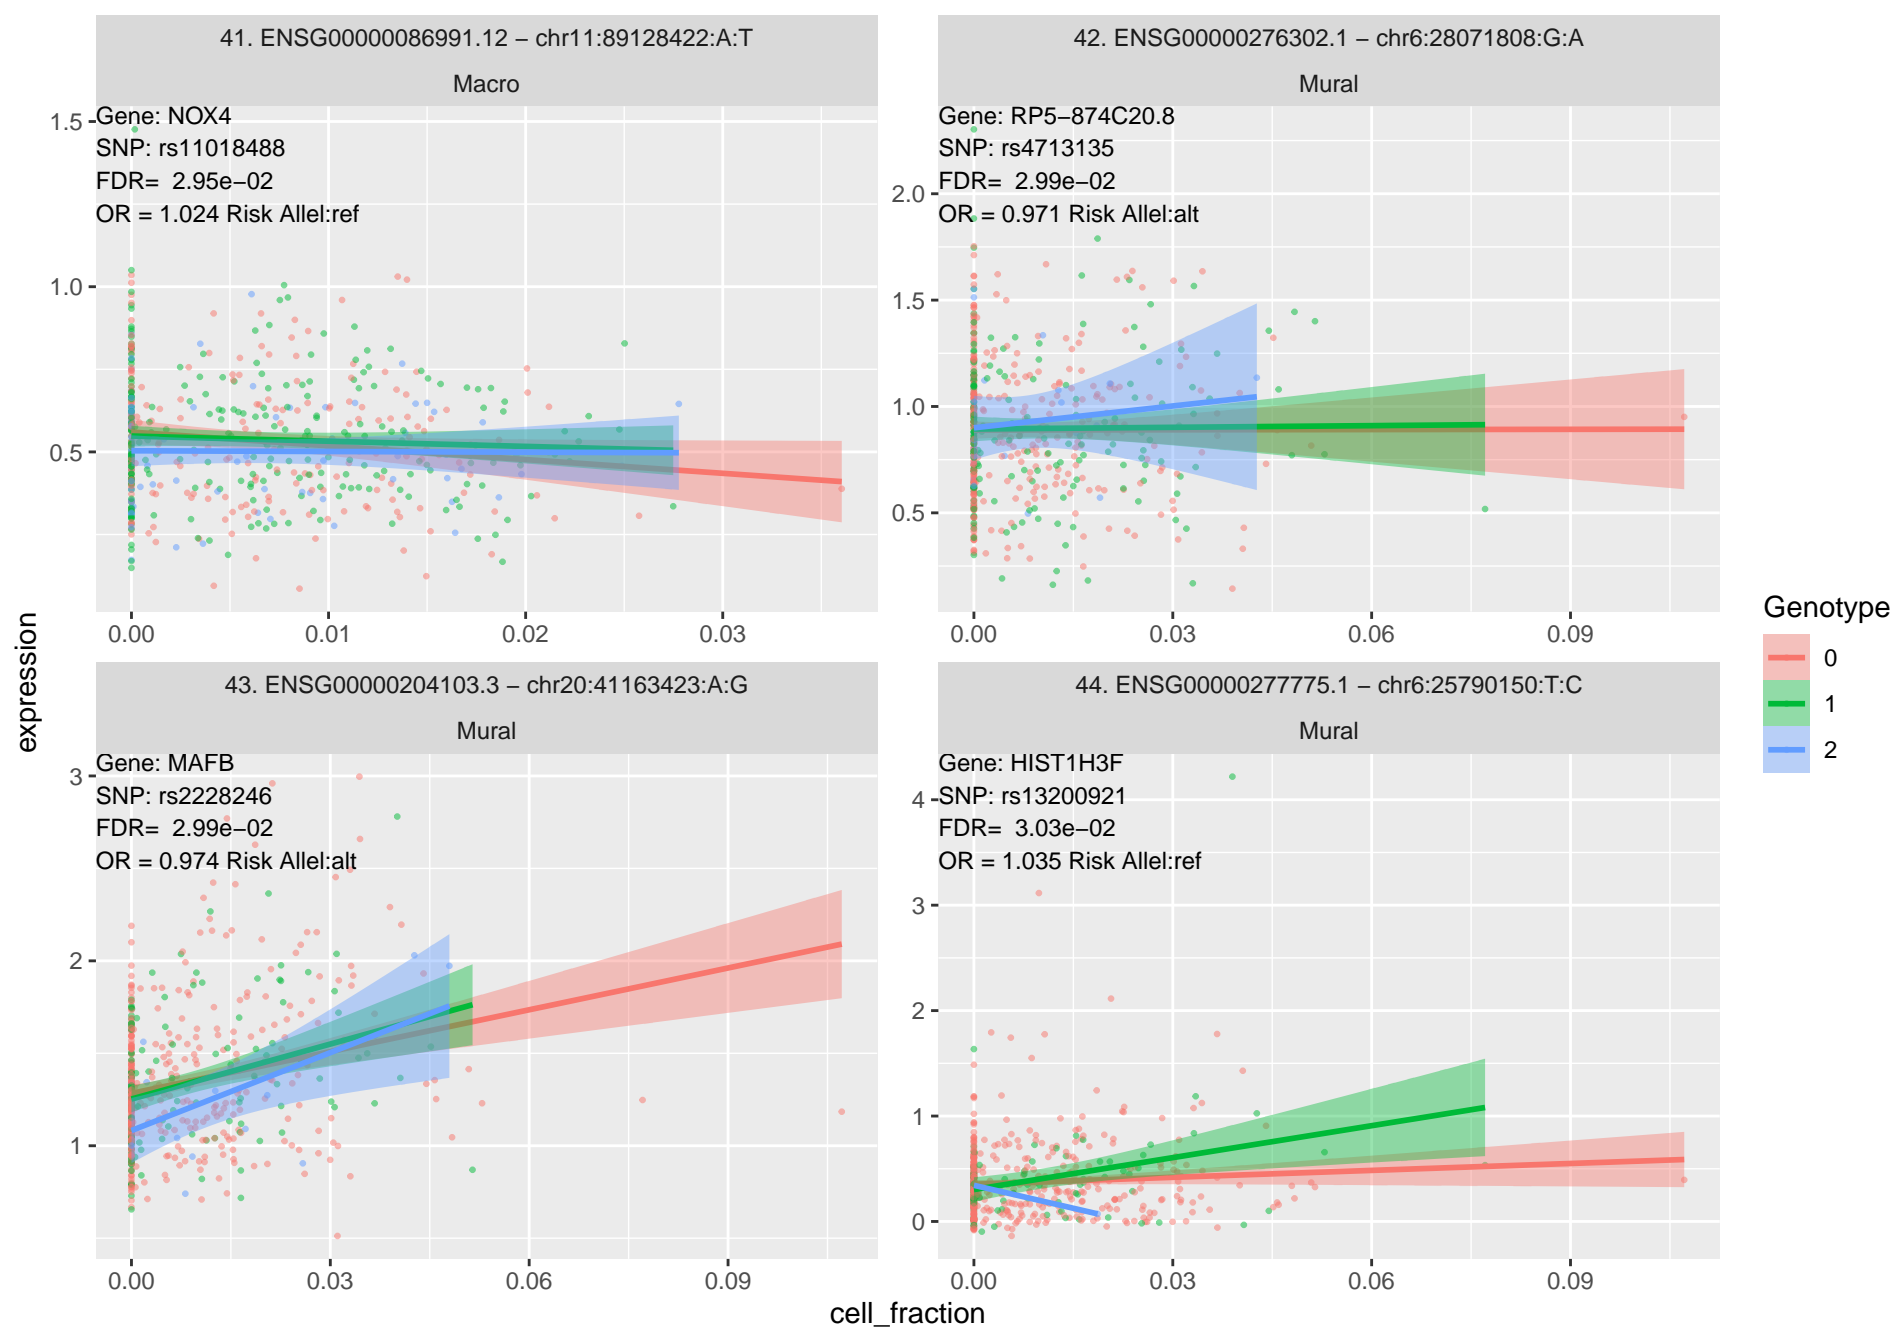 41. ENSG00000086991.12 − chr11:89128422:A:T
Macro
Gene: NOX4
SNP: rs11018488
FDR= 2.95e−02
OR = 1.024 Risk Allel:ref
1.5
1.0
0.5
0.00 0.01 0.02 0.03
42. ENSG00000276302.1 − chr6:28071808:G:A
Mural
Gene: RP5−874C20.8
SNP: rs4713135
FDR= 2.99e−02
OR = 0.971 Risk Allel:alt
2.0
1.5
1.0
0.5
0.00 0.03 0.06 0.09
43. ENSG00000204103.3 − chr20:41163423:A:G
Mural
Gene: MAFB
SNP: rs2228246
FDR= 2.99e−02
OR = 0.974 Risk Allel:alt
3
2
1
0.00 0.03 0.06 0.09
44. ENSG00000277775.1 − chr6:25790150:T:C
Mural
Gene: HIST1H3F
SNP: rs13200921
FDR= 3.03e−02
OR = 1.035 Risk Allel:ref
4
3
2
1
0
0.00 0.03 0.06 0.09
expression
cell_fraction
Genotype
0
1
2